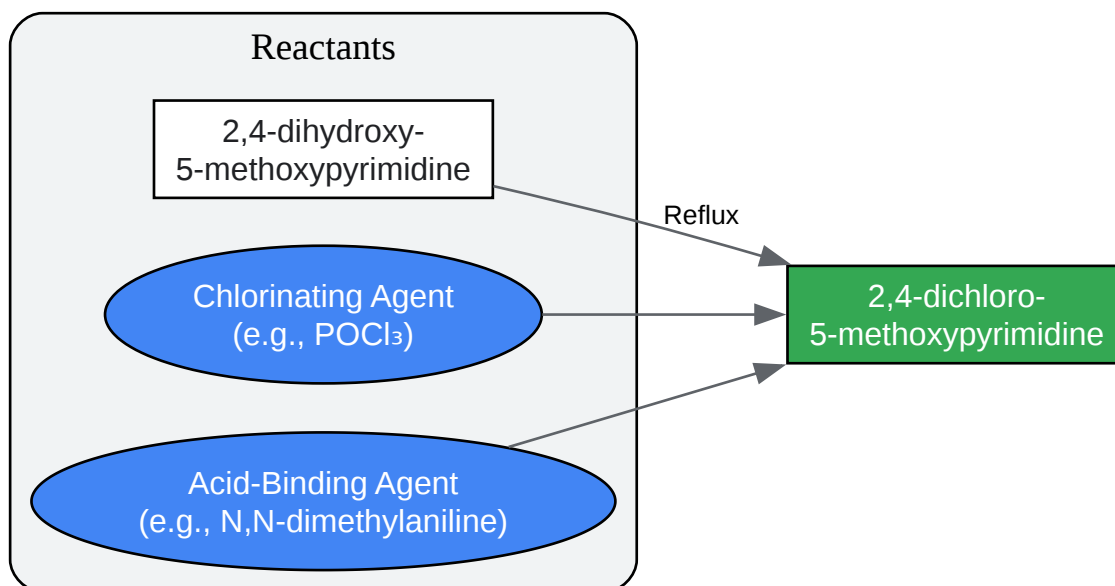 Reactants
2,4-dihydroxy-
5-methoxypyrimidine
Reflux
Chlorinating Agent
(e.g., POCl₃)
2,4-dichloro-
5-methoxypyrimidine
Acid-Binding Agent
(e.g., N,N-dimethylaniline)